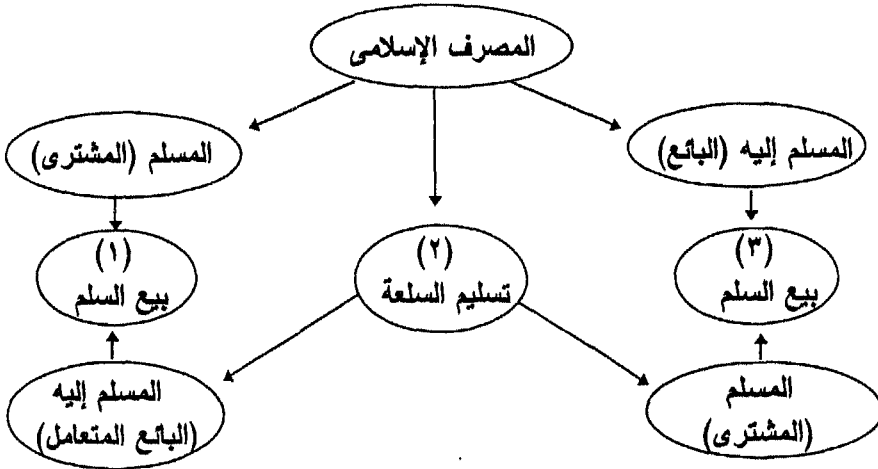 المصرف الإسلامى
المسلم إليه (البائع)
المسلم (المشترى)
(٣)
بيع السلم
(٢)
تسليم السلعة
(١)
بيع السلم
المسلم
(المشترى)
المسلم إليه
(البائع المتعامل)